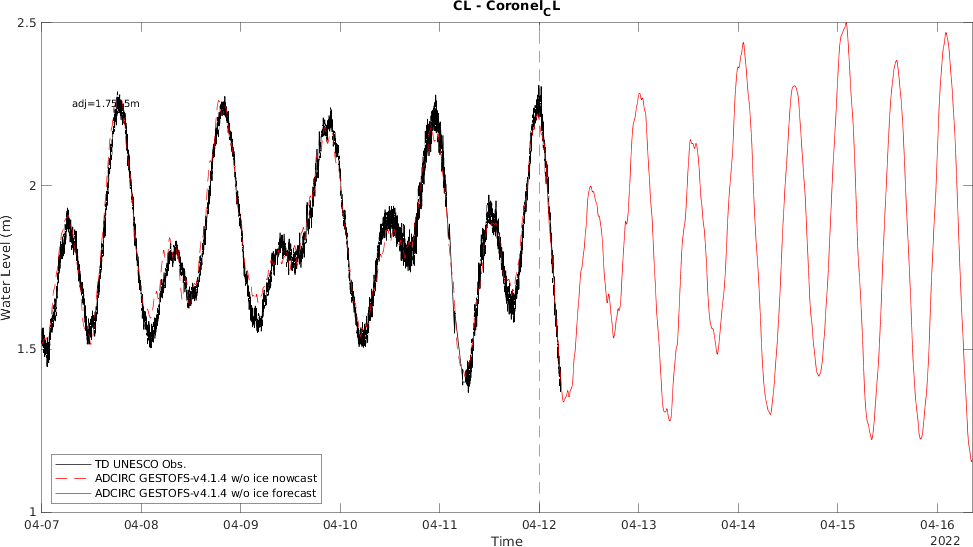 CL - Coronel_CL
2.5
adj=1.75
5m
2
Water Level (m)
1.5
TD UNESCO Obs.
ADCIRC GESTOFS-v4.1.4 w/o ice nowcast
ADCIRC GESTOFS-v4.1.4 w/o ice forecast
1
04-07 04-08 04-09 04-10 04-11 04-12 04-13 04-14 04-15 04-16
Time
2022